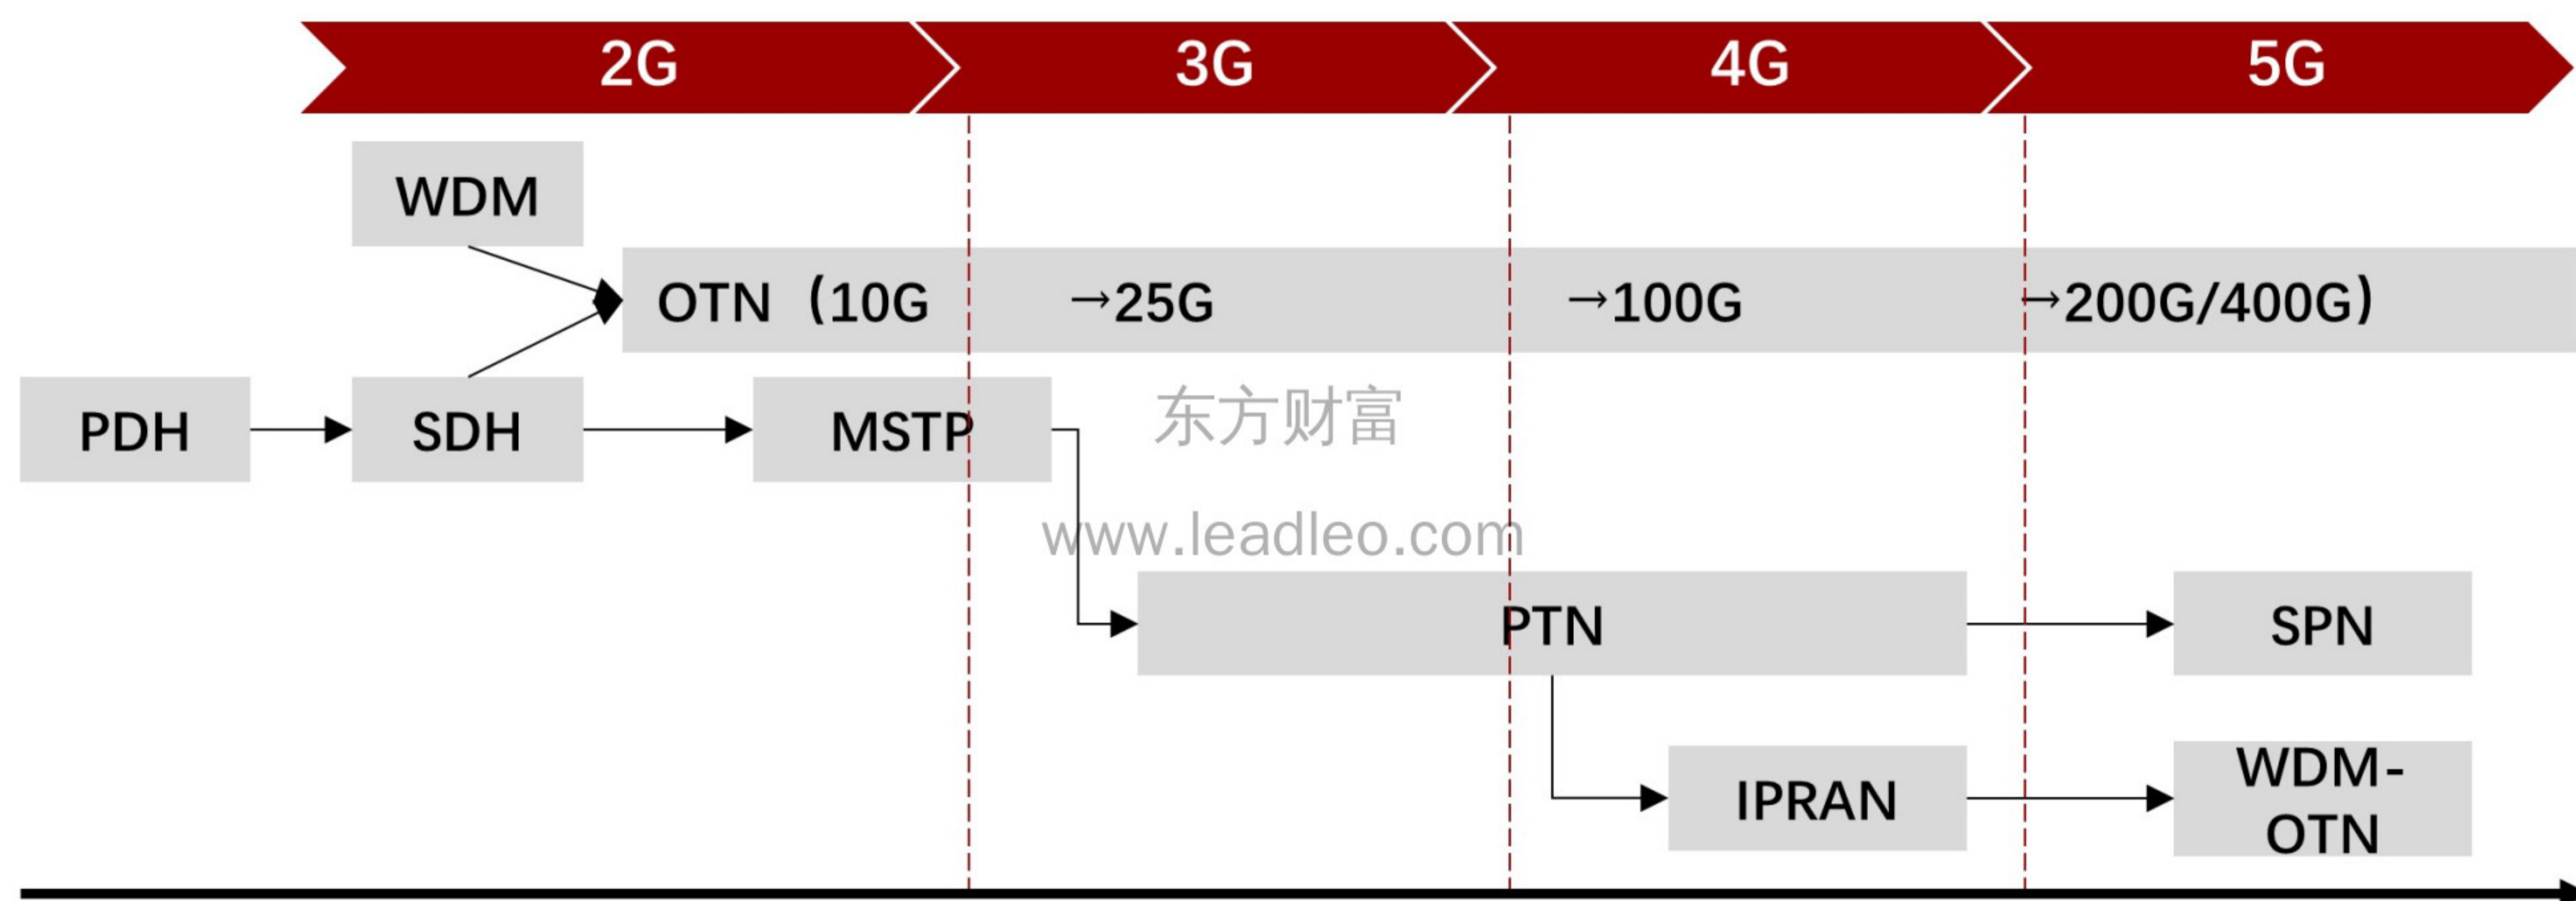 2G 3G 4G 5G
WDM
OTN（10G →25G →100G →200G/400G）
PDH SDH MSTP
东方财富
www.leadleo.com
PTN SPN
IPRAN
WDM-
OTN